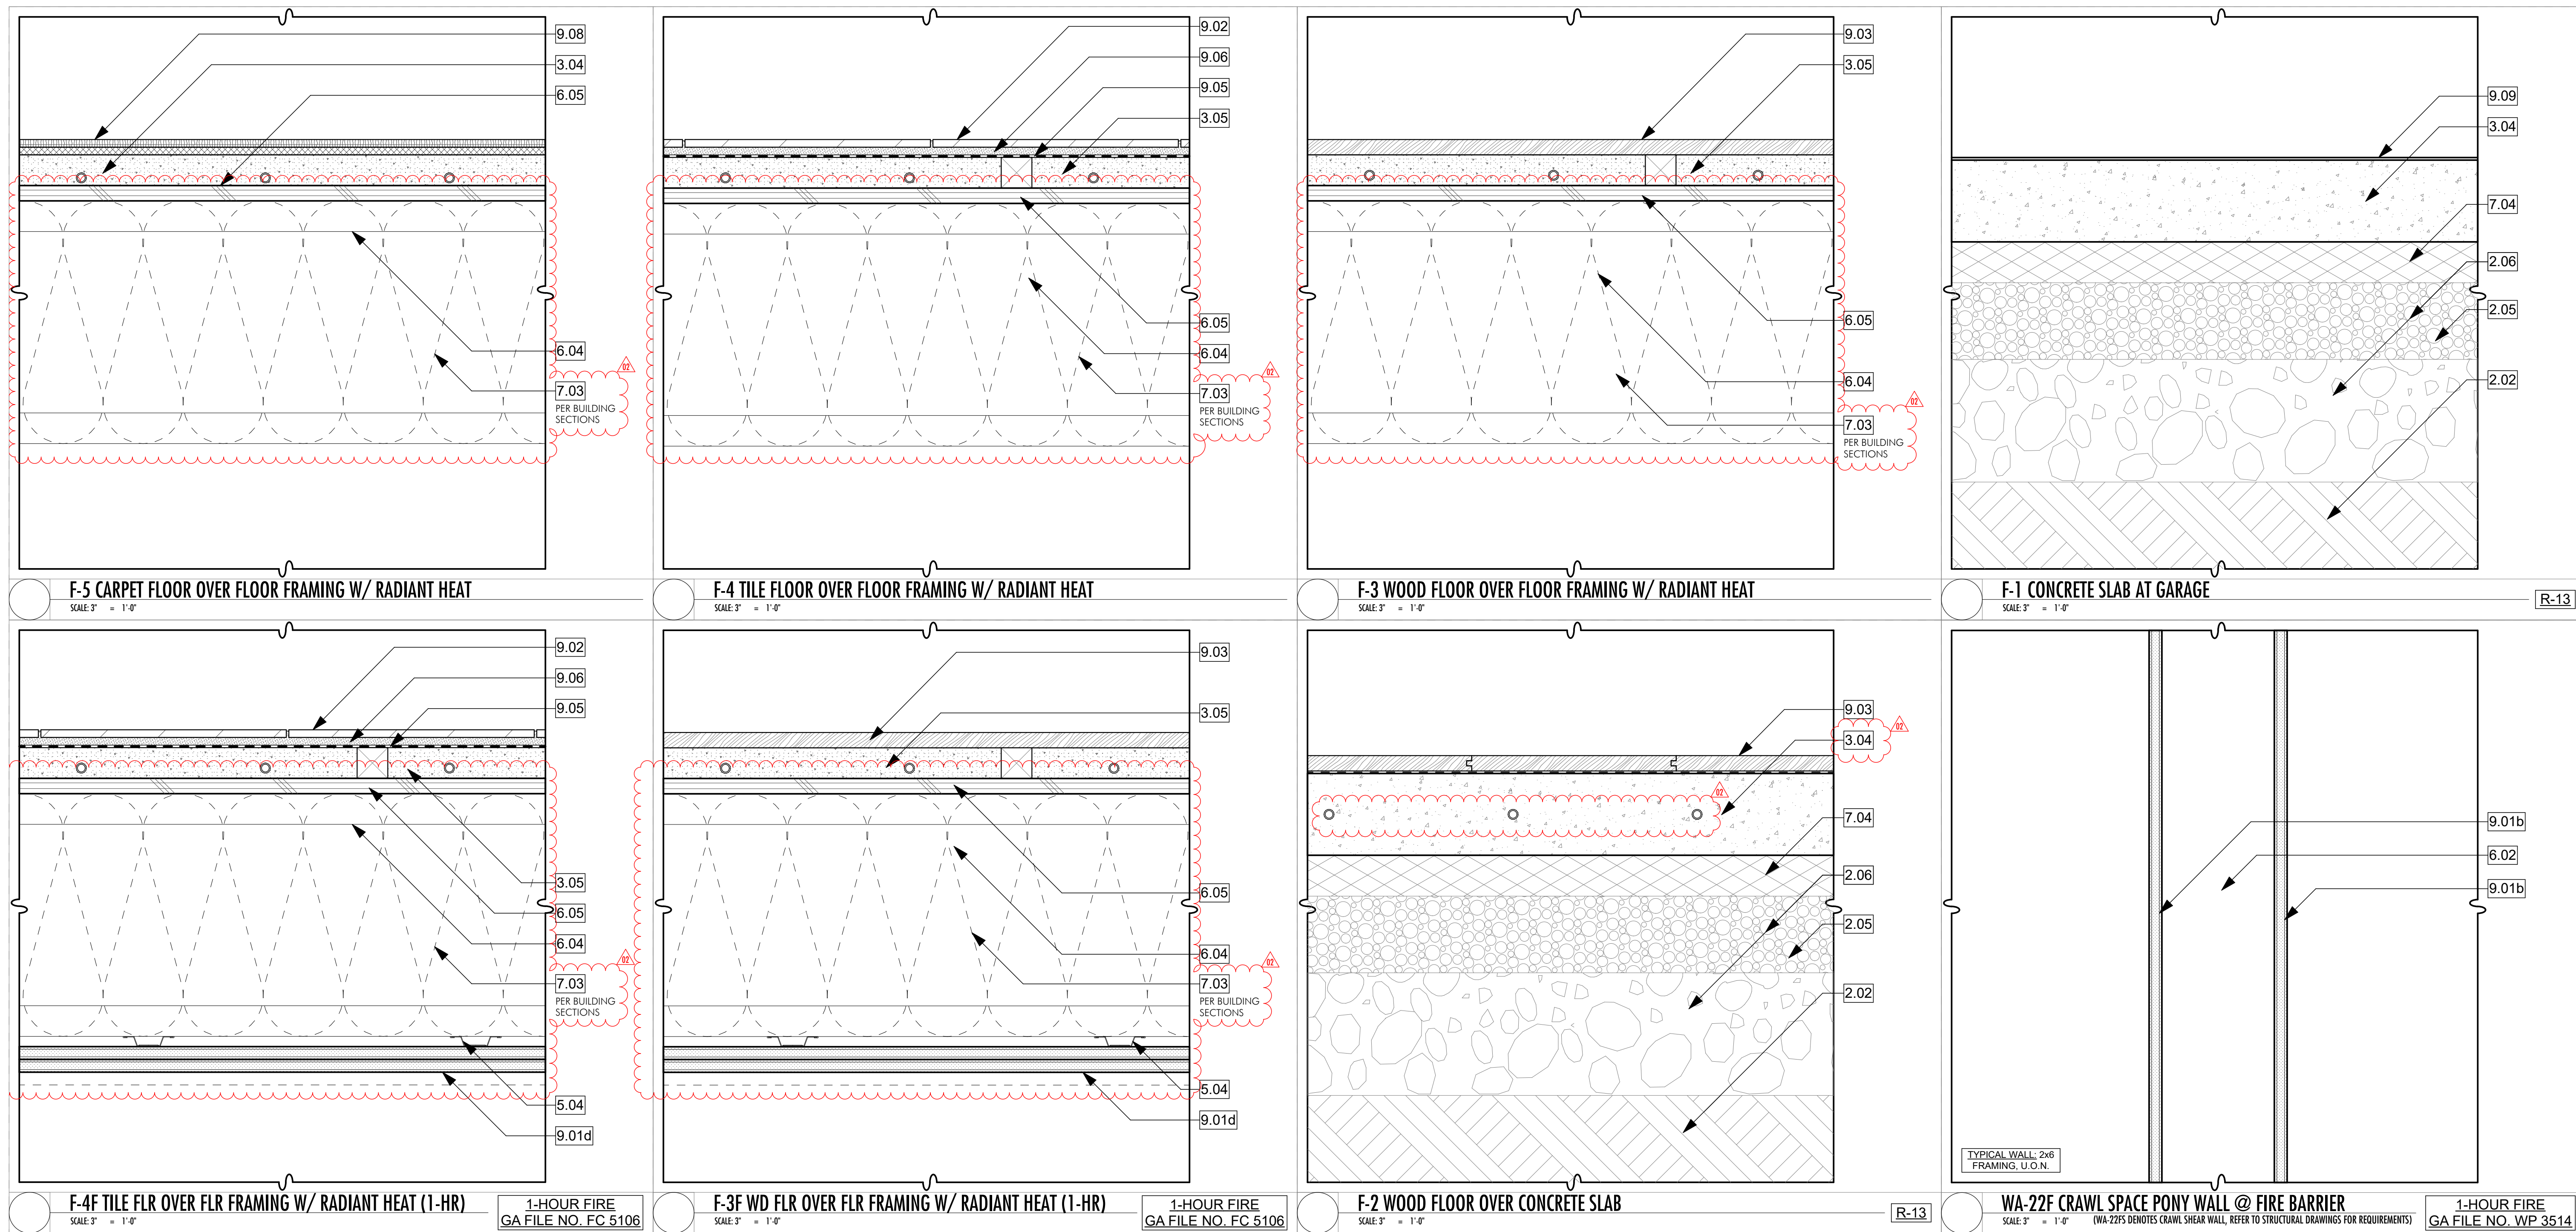 9.08
3.04
6.05
6.04
02
7.03
PER BUILDING
SECTIONS
F-5 CARPET FLOOR OVER FLOOR FRAMING W/ RADIANT HEAT
SCALE: 3" = 1'-0"
9.02
9.06
9.05
3.05
6.05
6.04
02
7.03
PER BUILDING
SECTIONS
F-4 TILE FLOOR OVER FLOOR FRAMING W/ RADIANT HEAT
SCALE: 3" = 1'-0"
9.03
3.05
6.05
6.04
02
7.03
PER BUILDING
SECTIONS
F-3 WOOD FLOOR OVER FLOOR FRAMING W/ RADIANT HEAT
SCALE: 3" = 1'-0"
9.09
3.04
7.04
2.06
2.05
2.02
F-1 CONCRETE SLAB AT GARAGE
SCALE: 3" = 1'-0"
R-13
9.02
9.06
9.05
3.05
6.05
6.04
02
7.03
PER BUILDING
SECTIONS
5.04
9.01d
F-4F TILE FLR OVER FLR FRAMING W/ RADIANT HEAT (1-HR)
SCALE: 3" = 1'-0"
1-HOUR FIRE
GA FILE NO. FC 5106
9.03
3.05
6.05
6.04
02
7.03
PER BUILDING
SECTIONS
5.04
9.01d
F-3F WD FLR OVER FLR FRAMING W/ RADIANT HEAT (1-HR)
SCALE: 3" = 1'-0"
1-HOUR FIRE
GA FILE NO. FC 5106
9.03
02
3.04
02
7.04
2.06
2.05
2.02
F-2 WOOD FLOOR OVER CONCRETE SLAB
SCALE: 3" = 1'-0"
R-13
9.01b
6.02
9.01b
TYPICAL WALL: 2x6
FRAMING, U.O.N.
WA-22F CRAWL SPACE PONY WALL @ FIRE BARRIER
SCALE: 3" = 1'-0" (WA-22FS DENOTES CRAWL SHEAR WALL, REFER TO STRUCTURAL DRAWINGS FOR REQUIREMENTS)
1-HOUR FIRE
GA FILE NO. WP 3514